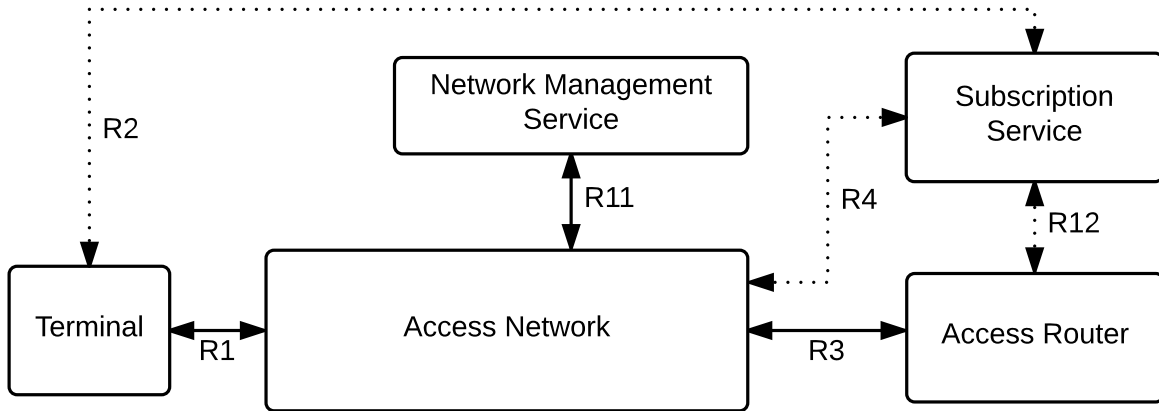 R2
Network Management
Service
Subscription
Service
R11
R4
R12
Terminal
R1
Access Network
R3
Access Router